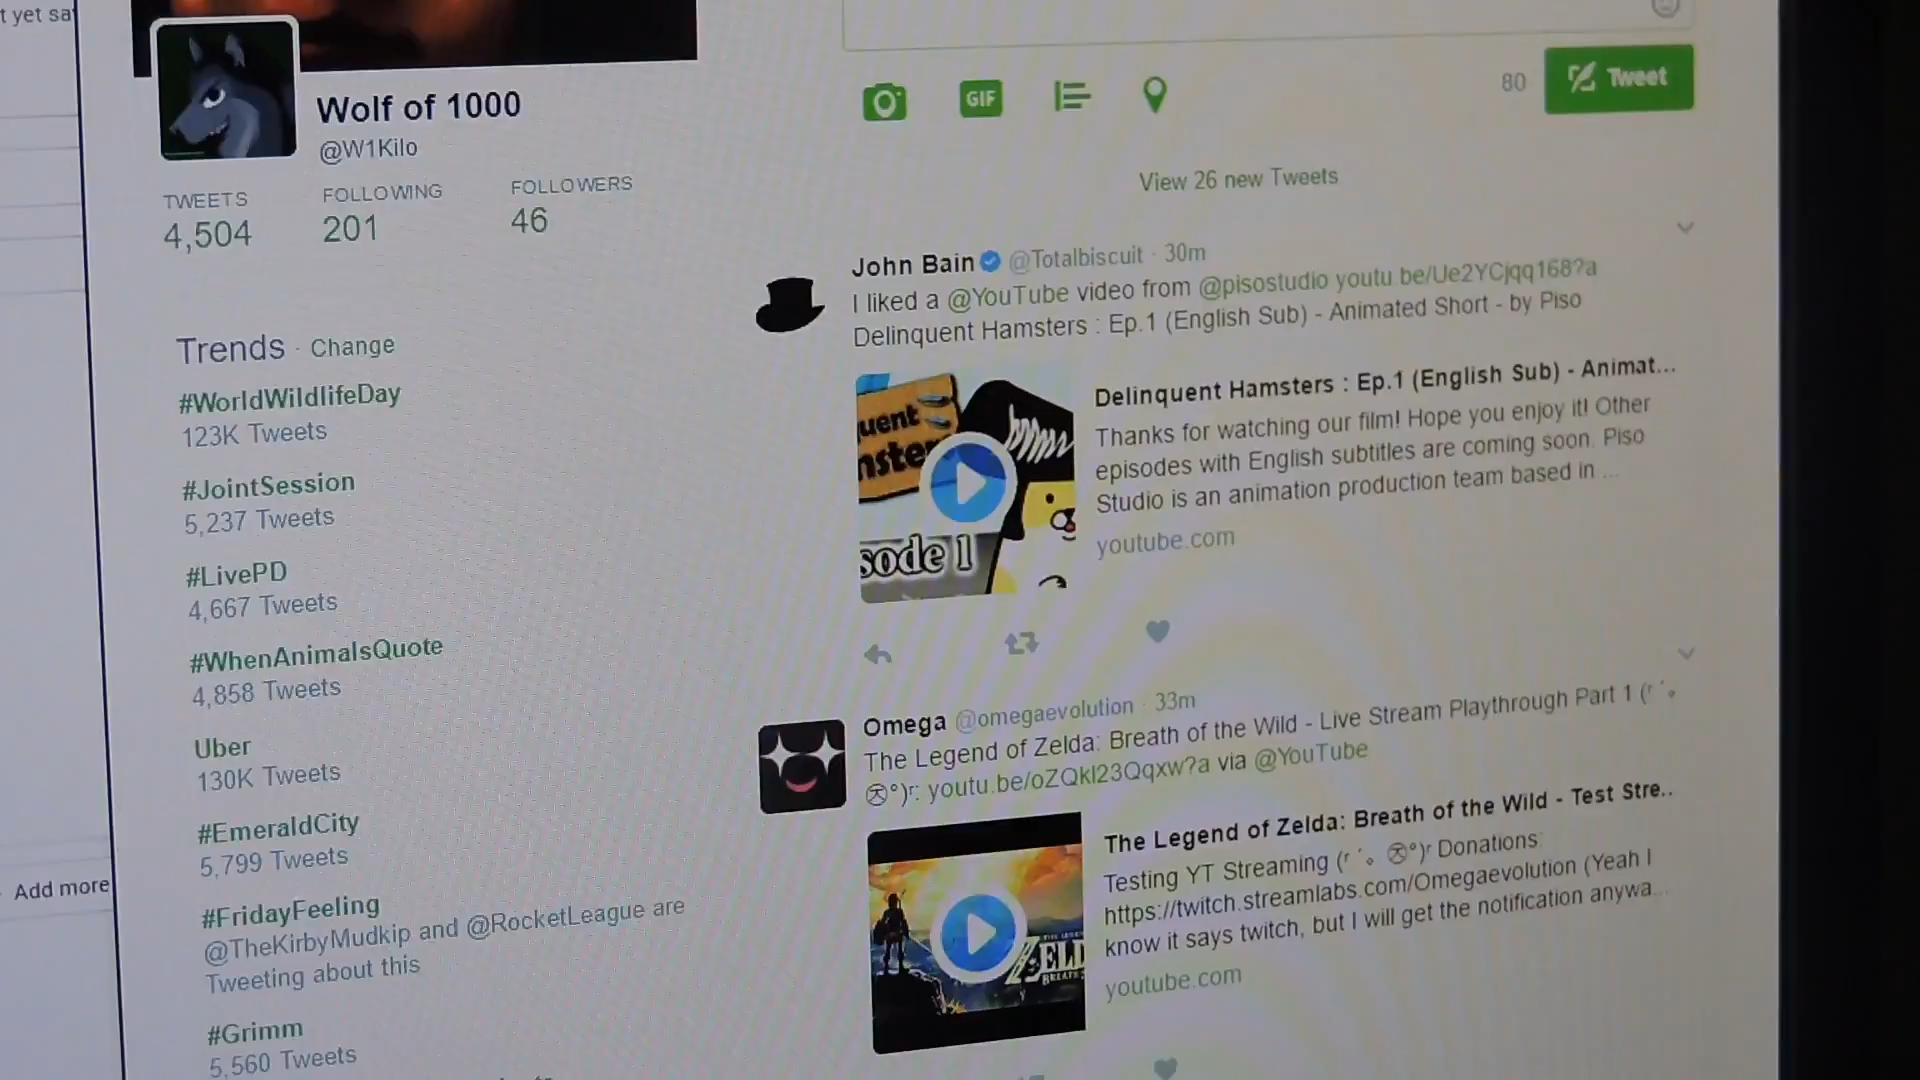 t yet sa
Add more
Wolf of 1000
@W1Kilo
TWEETS FOLLOWING FOLLOWERS
4,504 201 46
Trends · Change
#WorldWildlifeDay
123K Tweets
#JointSession
5,237 Tweets
#LivePD
4,667 Tweets
#WhenAnimalsQuote
4,858 Tweets
Uber
130K Tweets
#EmeraldCity
5,799 Tweets
#FridayFeeling
@TheKirbyMudkip and @RocketLeague are
Tweeting about this
#Grimm
5,560 Tweets
GIF
80
Tweet
View 26 new Tweets
John Bain @Totalbiscuit · 30m
I liked a @YouTube video from @pisostudio youtu.be/Ue2YCjqq168?a
Delinquent Hamsters : Ep.1 (English Sub) - Animated Short - by Piso
uent
nste
sode 1
Delinquent Hamsters : Ep.1 (English Sub) - Animat...
Thanks for watching our film! Hope you enjoy it! Other
episodes with English subtitles are coming soon. Piso
Studio is an animation production team based in ...
youtube.com
Omega @omegaevolution · 33m
The Legend of Zelda: Breath of the Wild - Live Stream Playthrough Part 1 (
youtu.be/oZQkl23Qqxw?a via @YouTube
ZELD
BREATH
The Legend of Zelda: Breath of the Wild - Test Stre..
Testing YT Streaming Donations:
https://twitch.streamlabs.com/Omegaevolution (Yeah I
know it says twitch, but I will get the notification anywa...
youtube.com